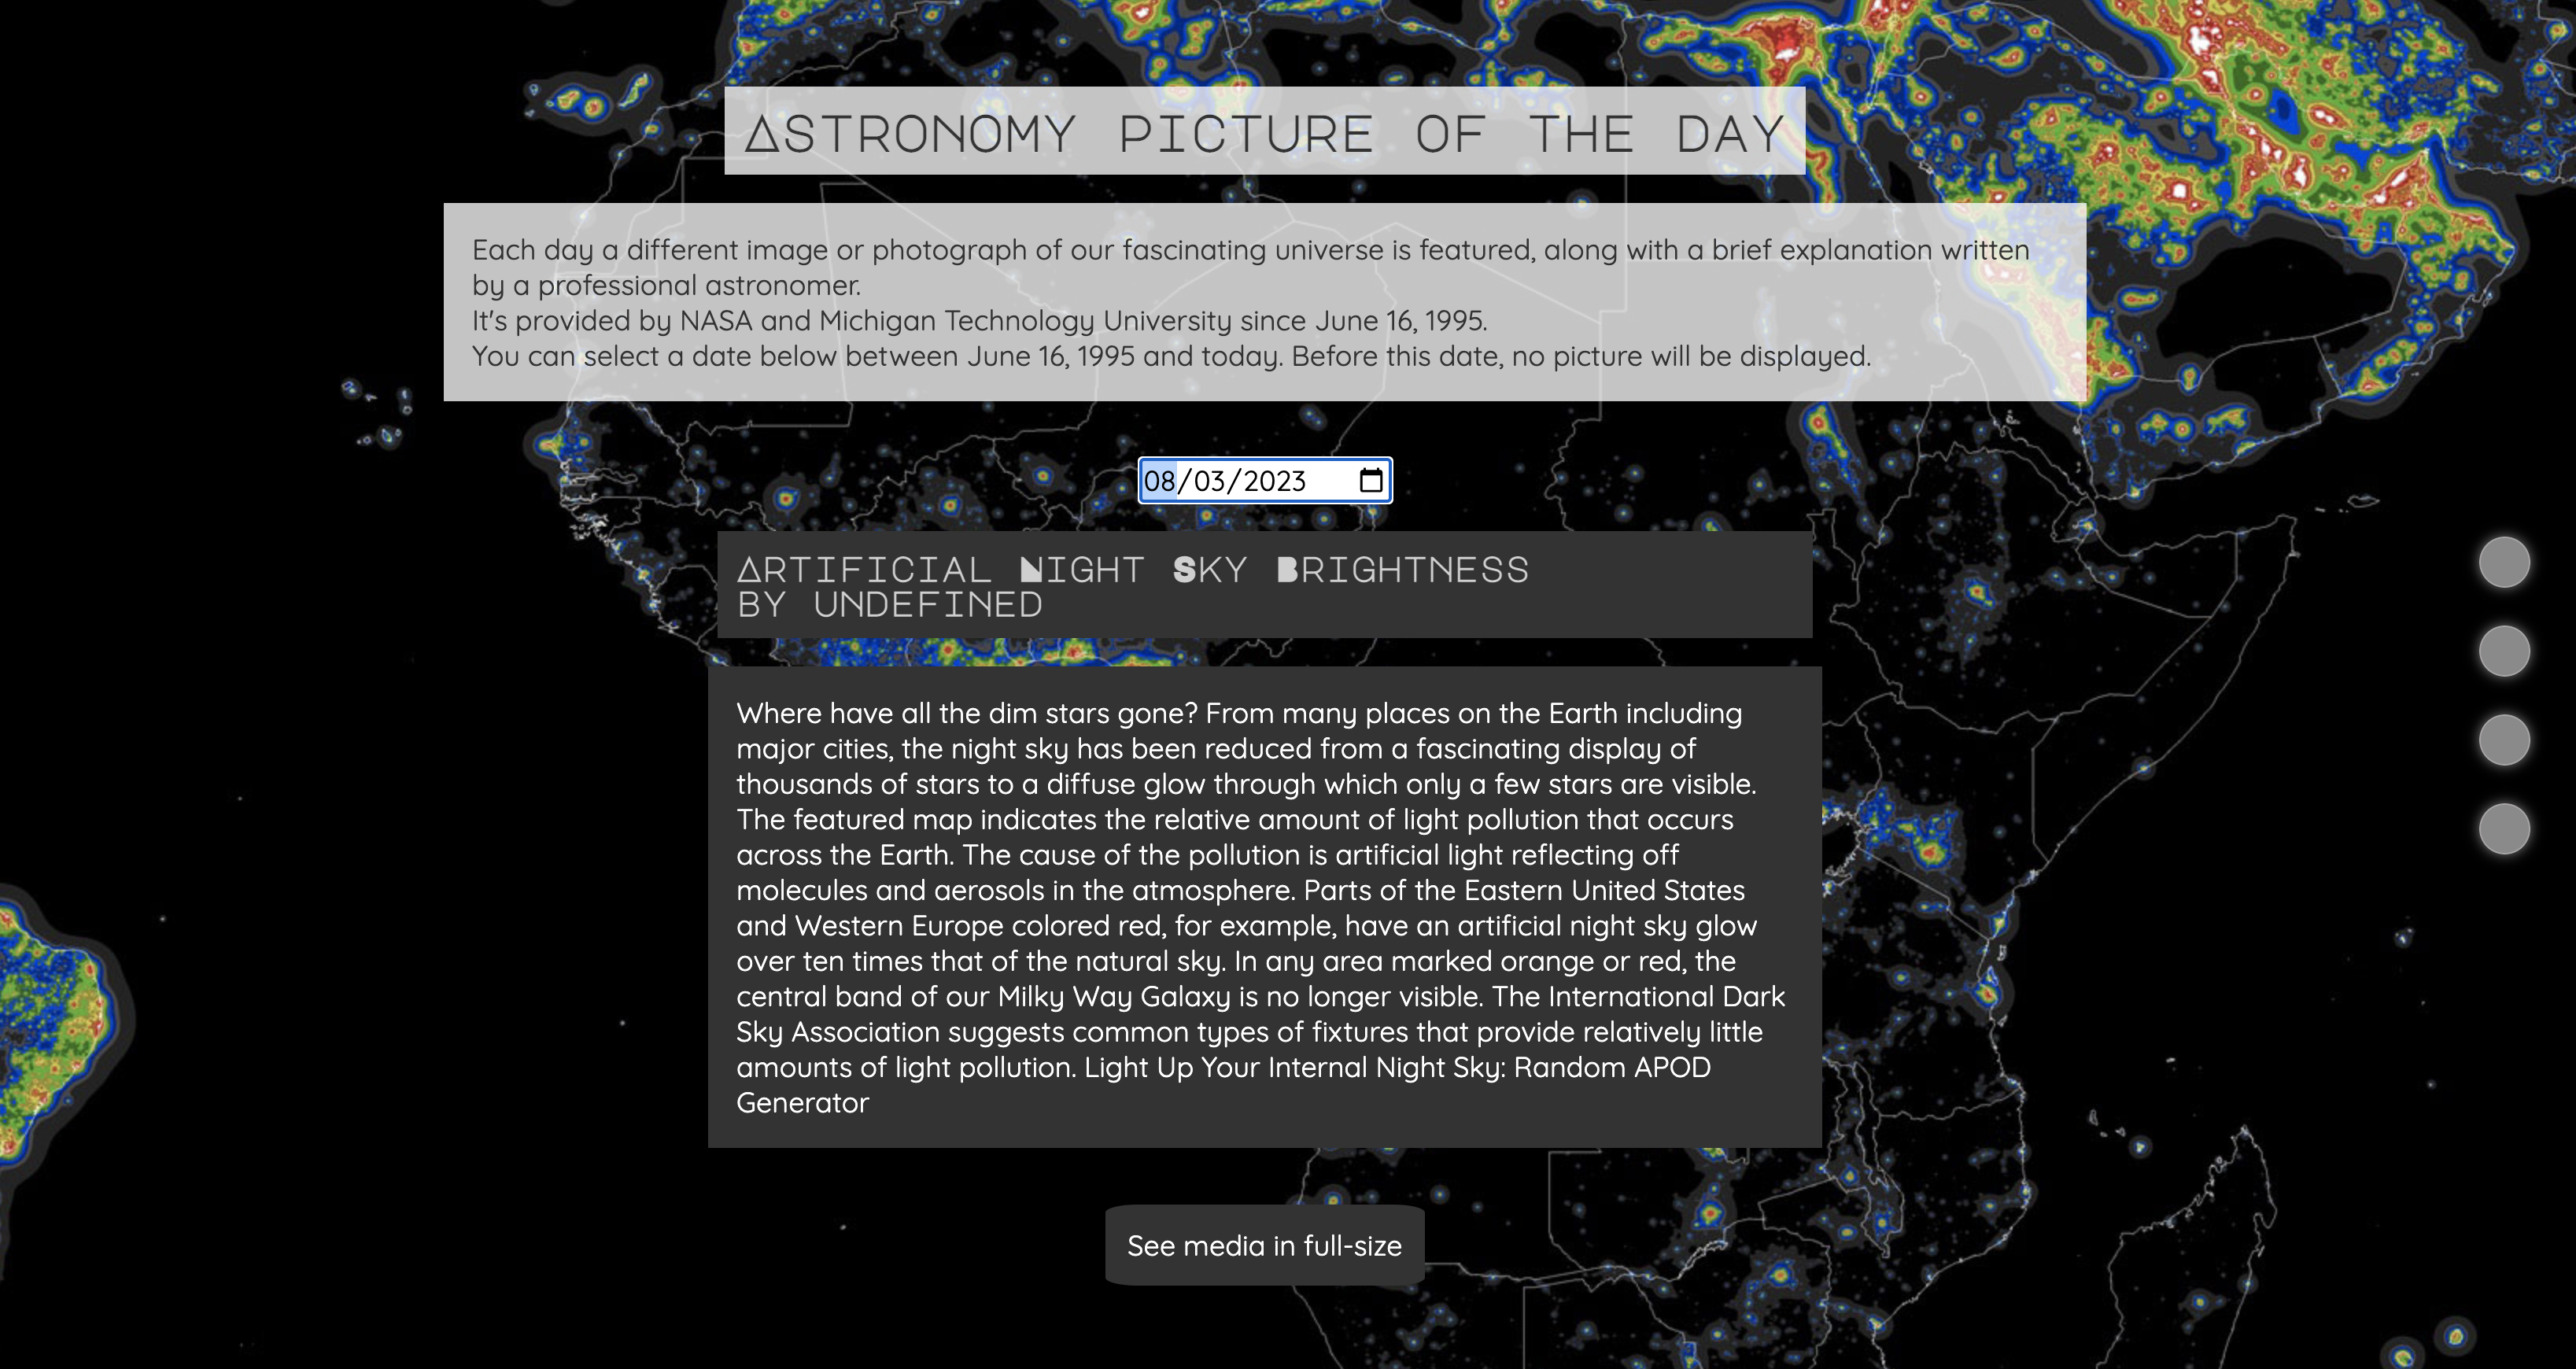 ASTRONOMY PICTURE OF THE DAY
Each day a different image or photograph of our fascinating universe is featured, along with a brief explanation written
by a professional astronomer.
It's provided by NASA and Michigan Technology University since June 16, 1995.
You can select a date below between June 16, 1995 and today. Before this date, no picture will be displayed.
08/03/2023
ARTIFICIAL NIGHT SKY BRIGHTNESS
BY UNDEFINED
Where have all the dim stars gone? From many places on the Earth including
major cities, the night sky has been reduced from a fascinating display of
thousands of stars to a diffuse glow through which only a few stars are visible.
The featured map indicates the relative amount of light pollution that occurs
across the Earth. The cause of the pollution is artificial light reflecting off
molecules and aerosols in the atmosphere. Parts of the Eastern United States
and Western Europe colored red, for example, have an artificial night sky glow
over ten times that of the natural sky. In any area marked orange or red, the
central band of our Milky Way Galaxy is no longer visible. The International Dark
Sky Association suggests common types of fixtures that provide relatively little
amounts of light pollution. Light Up Your Internal Night Sky: Random APOD
Generator
See media in full-size